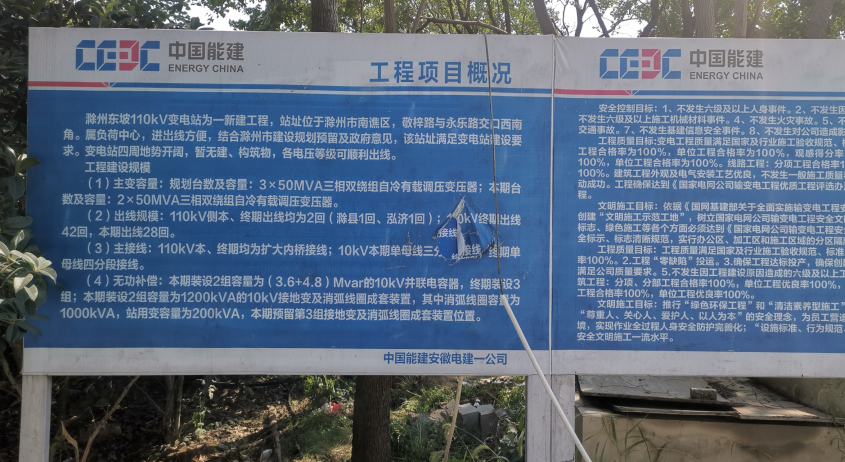 CEEC 中国能建
ENERGY CHINA
工程项目概况
滁州东坡110kV变电站为一新建工程，站址位于滁州市南谯区，敬梓路与永乐路交口西南
角。属负荷中心，进出线方便，结合滁州市建设规划预留及政府意见，该站址满足变电站建设要
求。变电站四周地势开阔，暂无建、构筑物，各电压等级可顺利出线。
工程建设规模
（1）主变容量：规划台数及容量：3×50MVA三相双绕组自冷有载调压变压器；本期台
数及容量：2×50MVA三相双绕组自冷有载调压变压器。
（2）出线规模：110kV侧本、终期出线均为2回（滁县1回、泓济1回）；kV终期出线
42回，本期出线28回。
（3）主接线：110kV本、终期均为扩大内桥接线；10kV本期单母线三 接线 终期单
母线四分段接线。
（4）无功补偿：本期装设2组容量为（3.6+4.8）Mvar的10kV并联电容器，终期装设3
组；本期装设2组容量为1200kVA的10kV接地变及消弧线圈成套装置，其中消弧线圈容量为
1000kVA，站用变容量为200kVA，本期预留第3组接地变及消弧线圈成套装置位置。
中国能建安徽电建一公司
CEEC 中国能建
ENERGY CHINA
安全控制目标：1、不发生六级及以上人身事件。2、不发生因
不发生六级及以上施工机械材料事件。4、不发生火灾事故。5、
交通事故。7、不发生基建信息安全事件。8、不发生对公司造成影
工程质量目标:变电工程质量满足国家及行业施工验收规范、标
工程合格率为100%，单位工程合格率为100%，观感得分率
100%，单位工程合格率为100%。线路工程：分项工程合格率1
100%。建筑工程外观及电气安装工艺优良，不发生一般施工质量
动成功。工程确保达到《国家电网公司输变电工程优质工程评选办
程。
文明施工目标：依据《国网基建部关于全面实施输变电工程安
创建“文明施工示范工地”，树立国家电网公司输变电工程安全文明
标志、绿色施工等各个方面必须达到《国家电网公司输变电工程安
全标示、标志清晰规范，实行办公区、加工区和施工区域的分区隔
工程质量目标：工程质量满足国家及行业施工验收规范、标准
率100%。2.工程“零缺陷”投运。3.确保工程达标投产，确保创
满足公司质量要求。5.不发生因工程建设原因造成的六级及以上工
筑工程：分项、分部工程合格率100%，单位工程优良率100%，
工程合格率100%，单位工程优良率100%。
文明施工目标：推行“绿色环保工程”和“清洁素养型施工”
“尊重人、关心人、爱护人、以人为本”的安全理念，为员工营造
境，实现作业全过程人身安全防护完善化；“设施标准、行为规范、
安全文明施工一流水平。